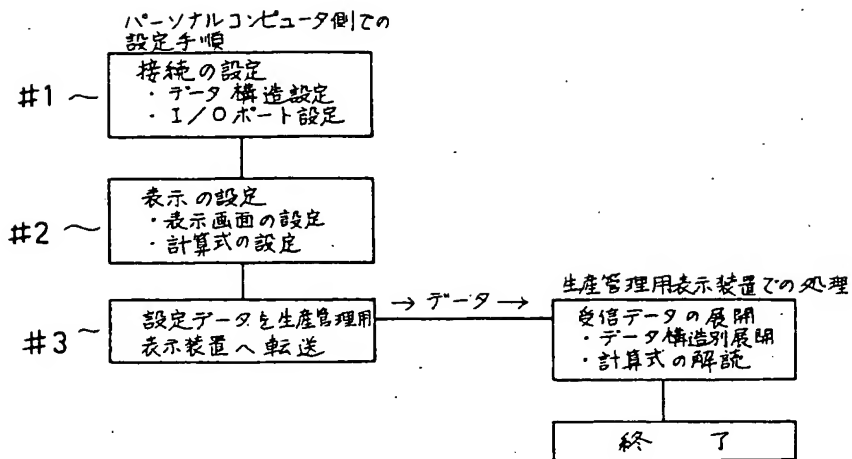 パーソナルコンピュータ側での
設定手順
#1 ~
接続の設定
・データ構造設定
・I/Oポート設定
#2 ~
表示の設定
・表示画面の設定
・計算式の設定
#3 ~
設定データを生産管理用
表示装置へ転送
→ データ →
生産管理用表示装置での処理
受信データの展開
・データ構造別展開
・計算式の解読
終 了